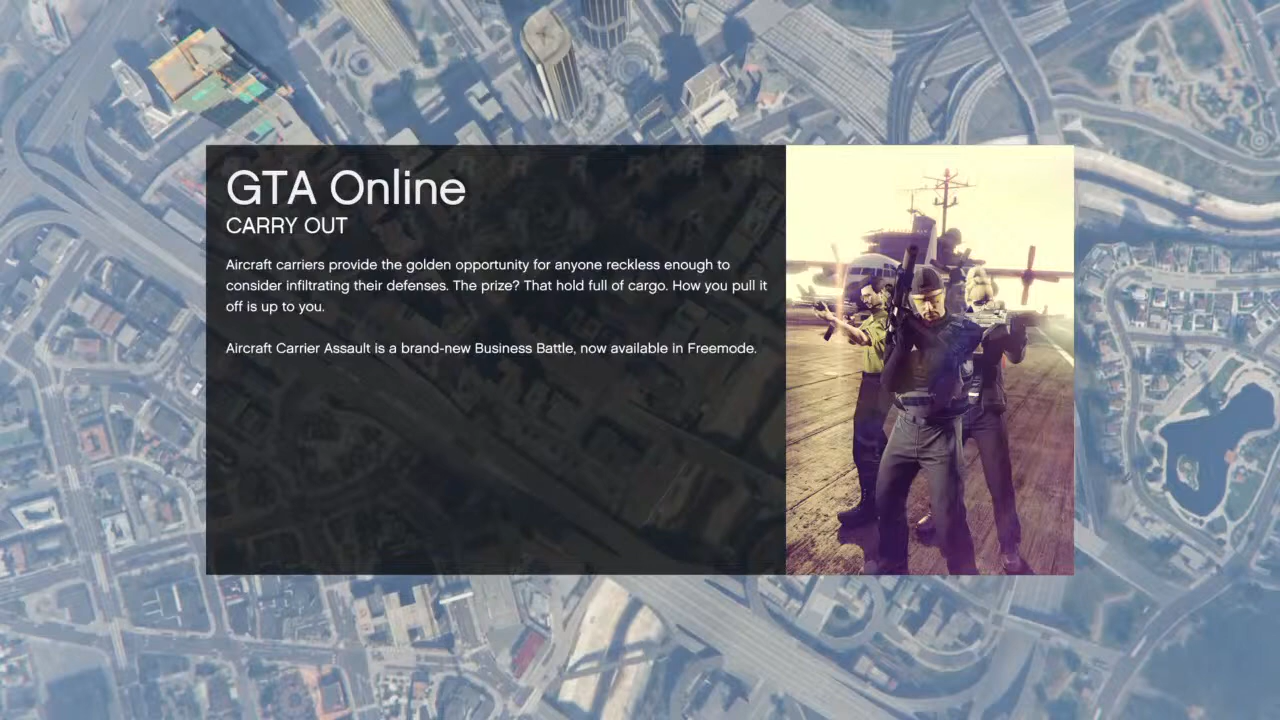 GTA Online
CARRY OUT
Aircraft carriers provide the golden opportunity for anyone reckless enough to
consider infiltrating their defenses. The prize? That hold full of cargo. How you pull it
off is up to you.
Aircraft Carrier Assault is a brand-new Business Battle, now available in Freemode.